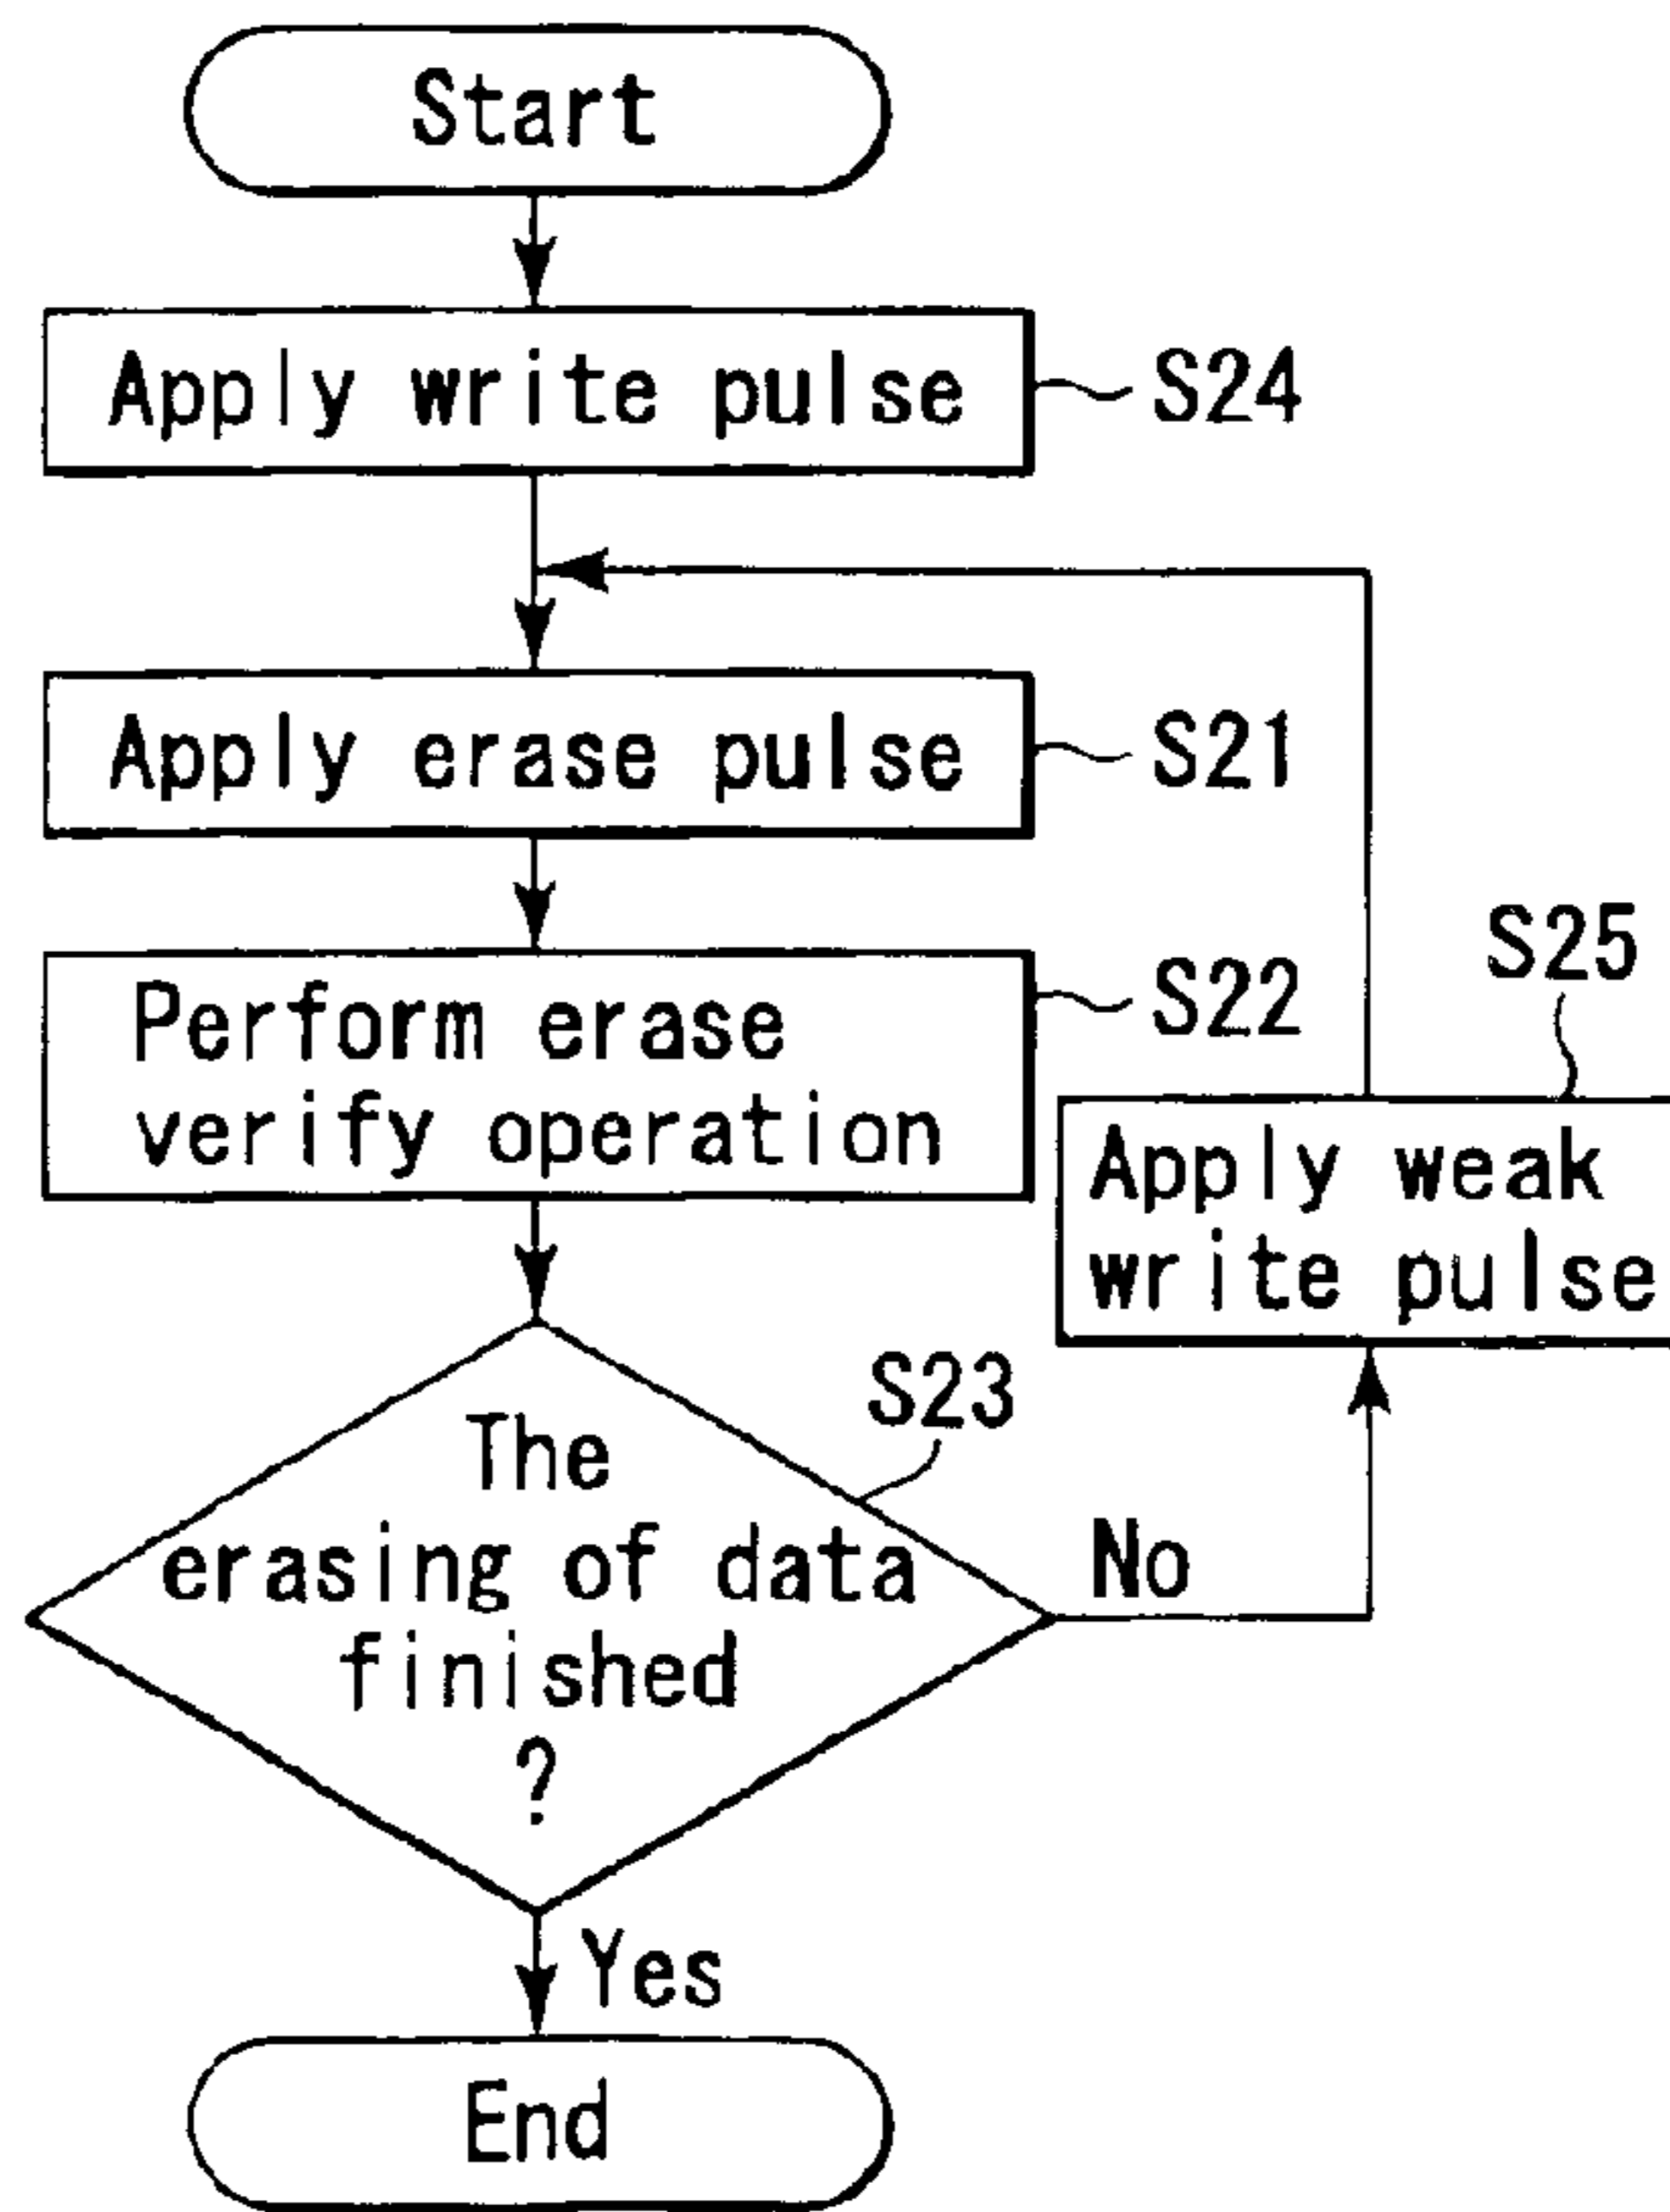 Start
Apply write pulse
S24
Apply erase pulse
S21
Perform erase
verify operation
S22
S25
Apply weak
write pulse
S23
The
erasing of data
finished
?
No
Yes
End